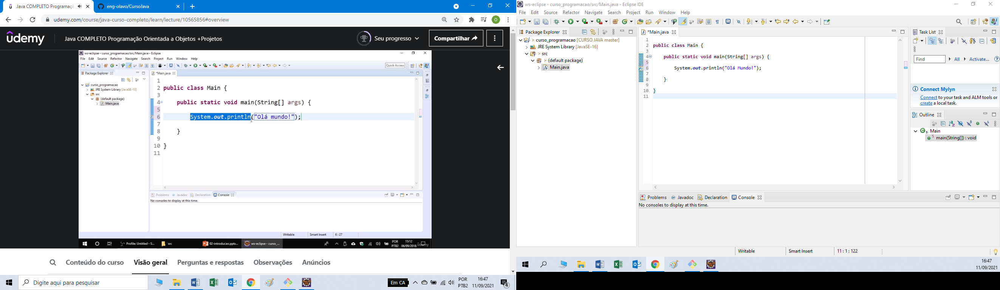 Java COMPLETO Programaçã
eng-olavo/CursoJava
udemy.com/course/java-curso-completo/learn/lecture/10565856#overview
O
udemy
Java COMPLETO Programação Orientada a Objetos +Projetos
Seu progresso
Compartilhar
ws-eclipse - curso_programacao/src/Main.java - Eclipse
File Edit Source Refactor Navigate Search Project Run Window Help
Quick Access
Package Explorer
*Main.java
curso_programacao
JRE System Library [JavaSE-10]
src
(default package)
Main.java
1
2 public class Main {
3
4 public static void main(String[] args) {
5
6 System.out.println("Olá mundo!");
7
8 }
9
10 }
11
Problems Javadoc Declaration Console
No consoles to display at this time.
Writable Smart Insert 6 : 27
Profile: Untitled - S...
src
02-introducao.pptx...
ws-eclipse - curso_...
POR
PTB2
15:12
06/09/2018
udemy
Conteúdo do curso Visão geral Perguntas e respostas Observações Anúncios
Digite aqui para pesquisar
Em CA
POR
PTB2
16:47
11/09/2021
4
ws-eclipse - curso_programacao/src/Main.java - Eclipse IDE
File Edit Source Refactor Navigate Search Project Run Window Help
Package Explorer
> curso_programacao [CURSO JAVA master]
JRE System Library [JavaSE-16]
> src
> (default package)
Main.java
*Main.java
1
2 public class Main {
3
4 public static void main(String[] args) {
5
6 System.out.println("Olá Mundo!");
7
8 }
9
10 }
11
Task List
Find All Activate...
Connect Mylyn
Connect to your task and ALM tools or
create a local task.
Outline
Main
main(String[]) : void
Problems Javadoc Declaration Console
No consoles to display at this time.
Writable Smart Insert 11 : 1 : 122
16:47
11/09/2021